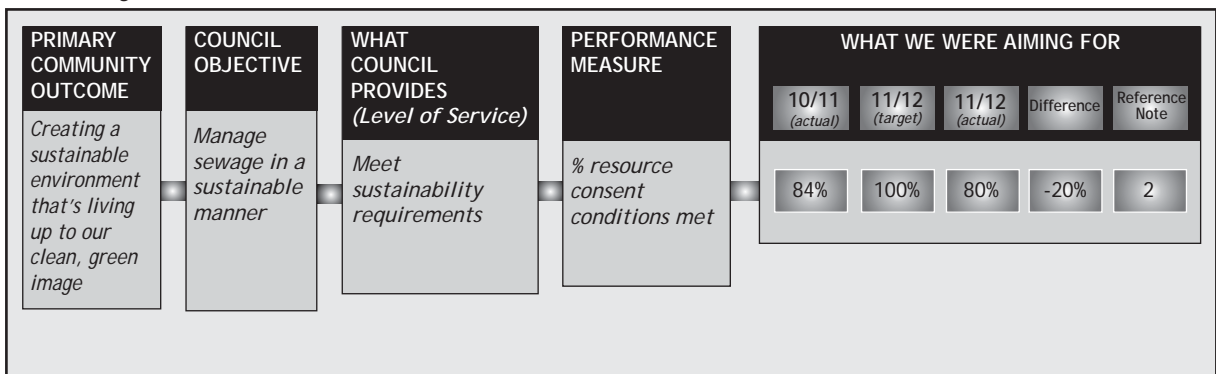 PRIMARY
COMMUNITY
OUTCOME
Creating a
sustainable
environment
that's living
up to our
clean, green
image
COUNCIL
OBJECTIVE
Manage
sewage in a
sustainable
manner
WHAT
COUNCIL
PROVIDES
(Level of Service)
Meet
sustainability
requirements
PERFORMANCE
MEASURE
% resource
consent
conditions met
WHAT WE WERE AIMING FOR
10/11
(actual)
11/12
(target)
11/12
(actual)
Difference
Reference
Note
84%
100%
80%
-20%
2